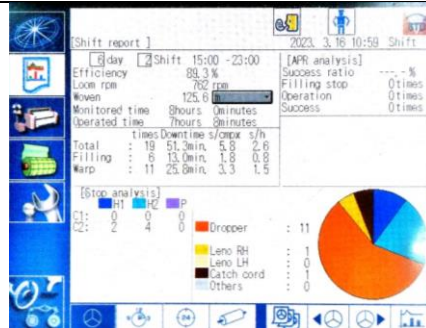 [Shift report ]
2023. 3.16 10:59 Shift
6 day 2 Shift 15:00 -23:00
Efficiency 89.3 %
Loom rpm 762 rpm
Woven 125.6 m
Monitored time 8hours 0minutes
Operated time 7hours 8minutes
times Downtime s/cmpx s/h
Total : 19 51.3min. 5.8 2.6
Filling : 6 13.0min. 1.8 0.8
Warp : 11 25.8min. 3.3 1.5
[APR analysis]
Success ratio ---.-%
Filling stop 0times
Operation 0times
Success 0times
[Stop analysis]
H1 H2 P
C1: 0 0 0
C2: 2 4 0
Dropper : 11
Leno RH : 1
Leno LH : 0
Catch cord : 1
Others : 0